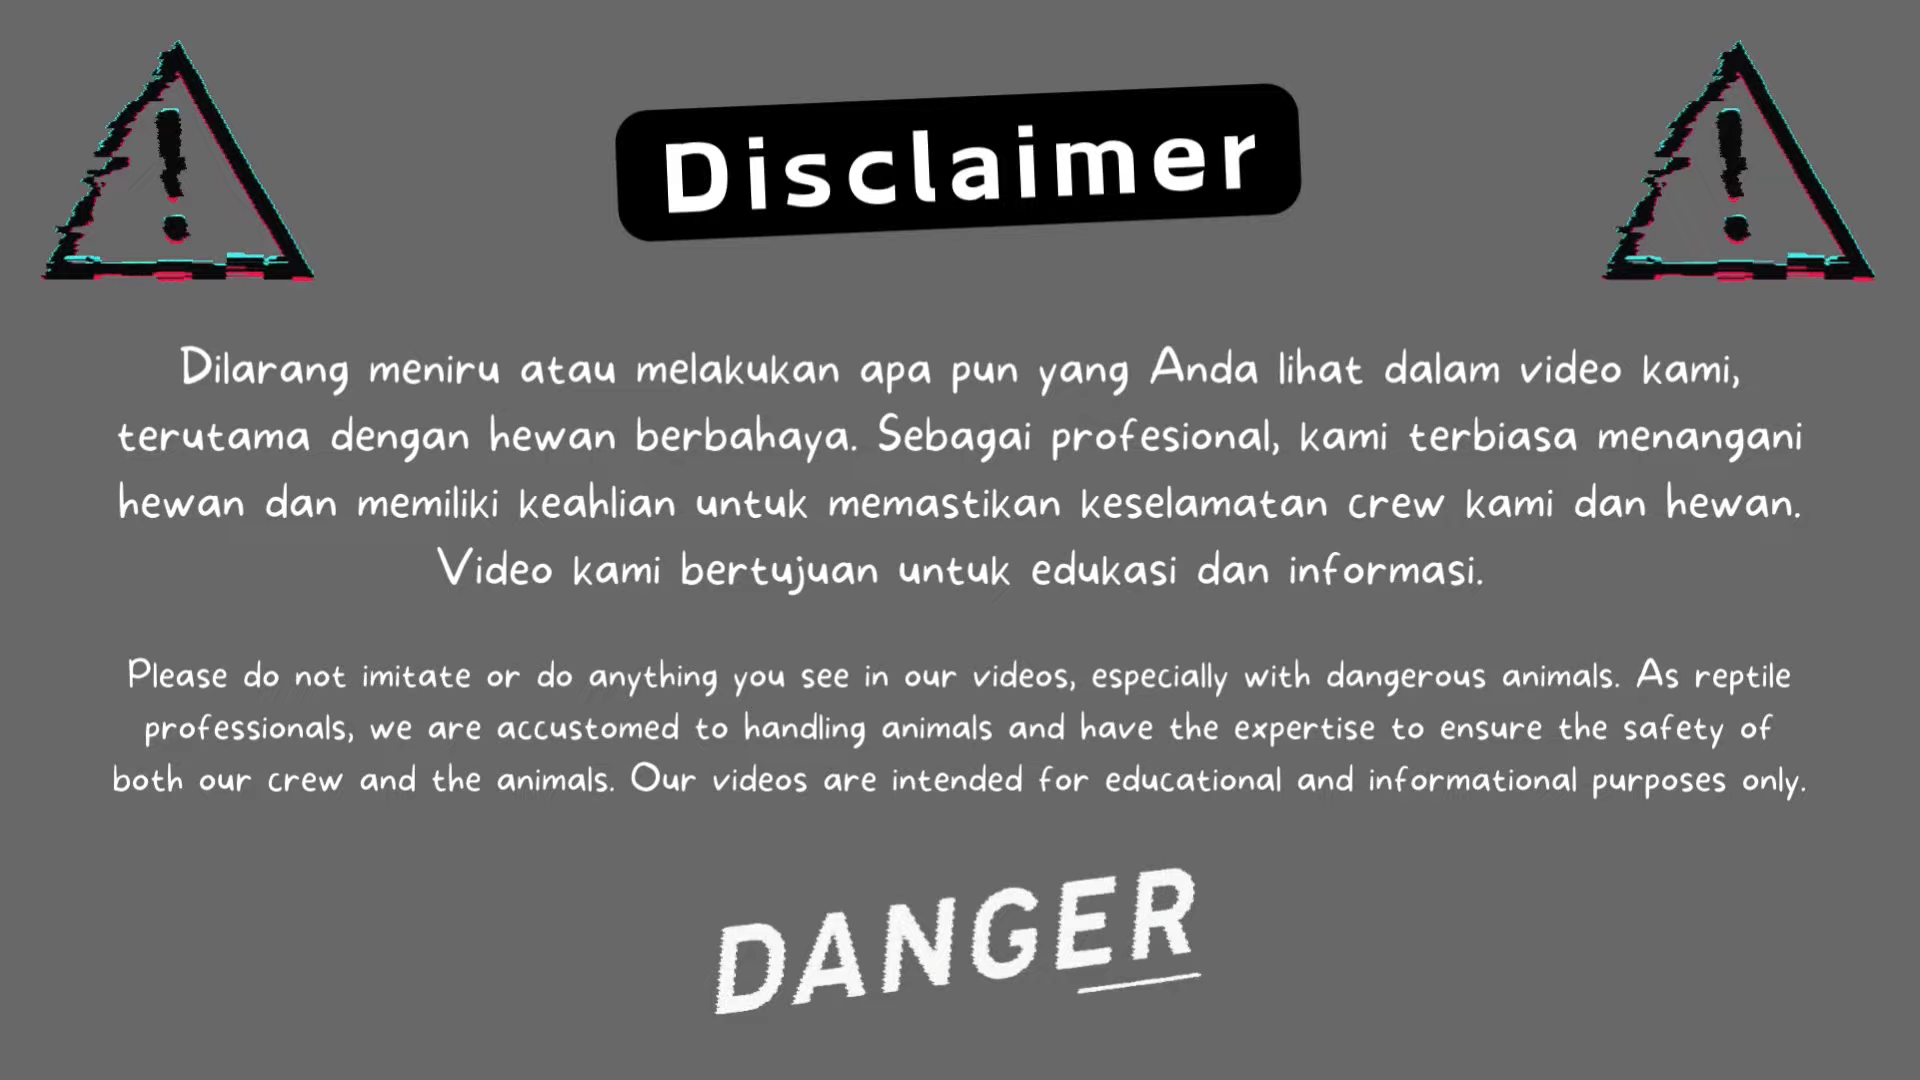 Disclaimer
Dilarang meniru atau melakukan apa pun yang Anda lihat dalam video kami,
terutama dengan hewan berbahaya. Sebagai profesional, kami terbiasa menangani
hewan dan memiliki keahlian untuk memastikan keselamatan crew kami dan hewan.
Video kami bertujuan untuk edukasi dan informasi.
Please do not imitate or do anything you see in our videos, especially with dangerous animals. As reptile
professionals, we are accustomed to handling animals and have the expertise to ensure the safety of
both our crew and the animals. Our videos are intended for educational and informational purposes only.
DANGER